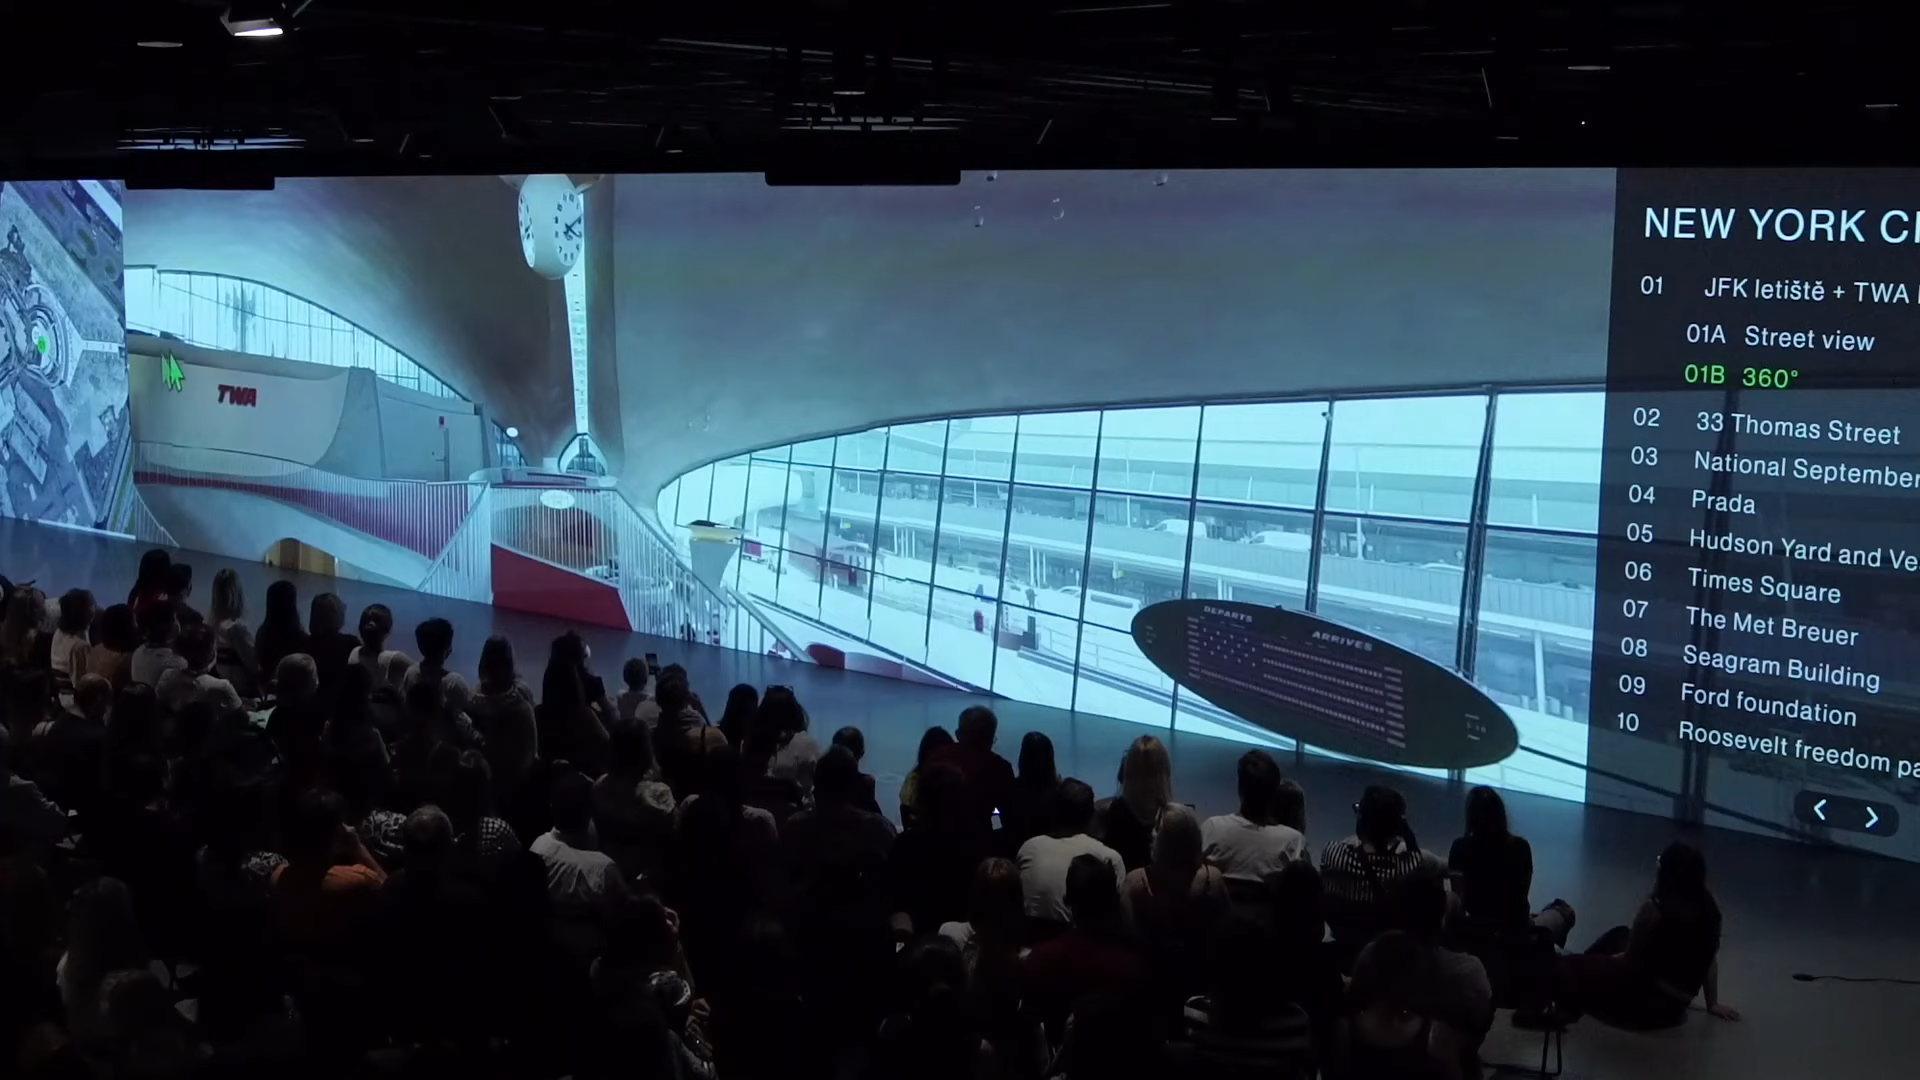 TWA
DEPARTS
ARRIVES
NEW YORK
01 JFK letiště + TWA
01A Street view
01B 360°
02 33 Thomas Street
03 National September
04 Prada
05 Hudson Yard and
06 Times Square
07 The Met Breuer
08 Seagram Building
09 Ford foundation
10 Roosevelt freedom